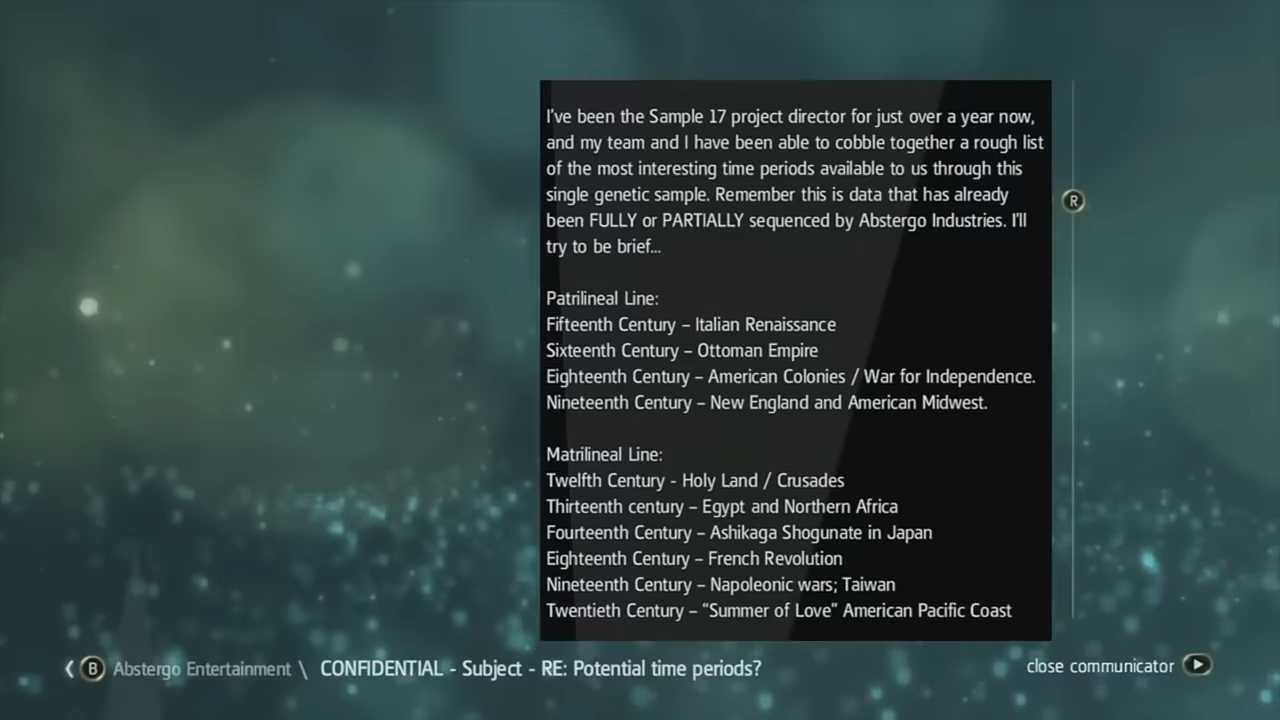 I've been the Sample 17 project director for just over a year now,
and my team and I have been able to cobble together a rough list
of the most interesting time periods available to us through this
single genetic sample. Remember this is data that has already
been FULLY or PARTIALLY sequenced by Abstergo Industries. I'll
try to be brief...
Patrilineal Line:
Fifteenth Century – Italian Renaissance
Sixteenth Century – Ottoman Empire
Eighteenth Century – American Colonies / War for Independence.
Nineteenth Century – New England and American Midwest.
Matrilineal Line:
Twelfth Century - Holy Land / Crusades
Thirteenth century – Egypt and Northern Africa
Fourteenth Century – Ashikaga Shogunate in Japan
Eighteenth Century – French Revolution
Nineteenth Century – Napoleonic wars; Taiwan
Twentieth Century – “Summer of Love” American Pacific Coast
R
B Abstergo Entertainment \ CONFIDENTIAL - Subject - RE: Potential time periods?
close communicator